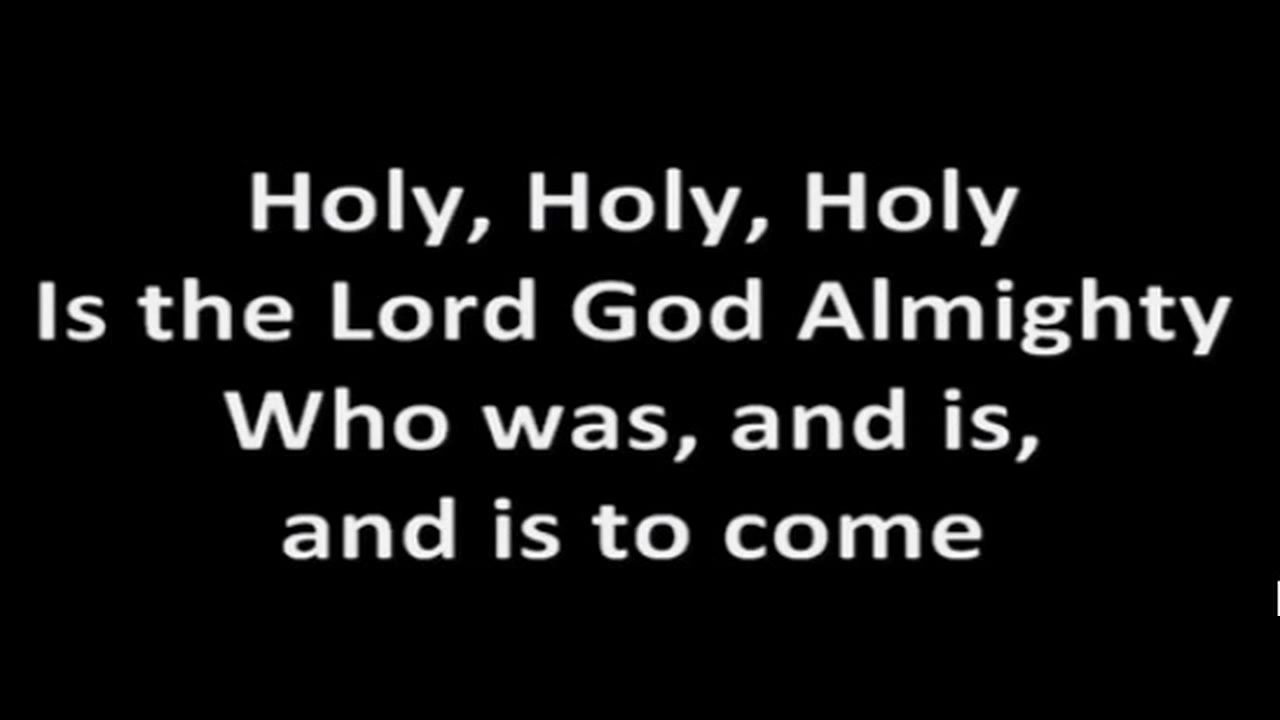 Holy, Holy, Holy
Is the Lord God Almighty
Who was, and is,
and is to come